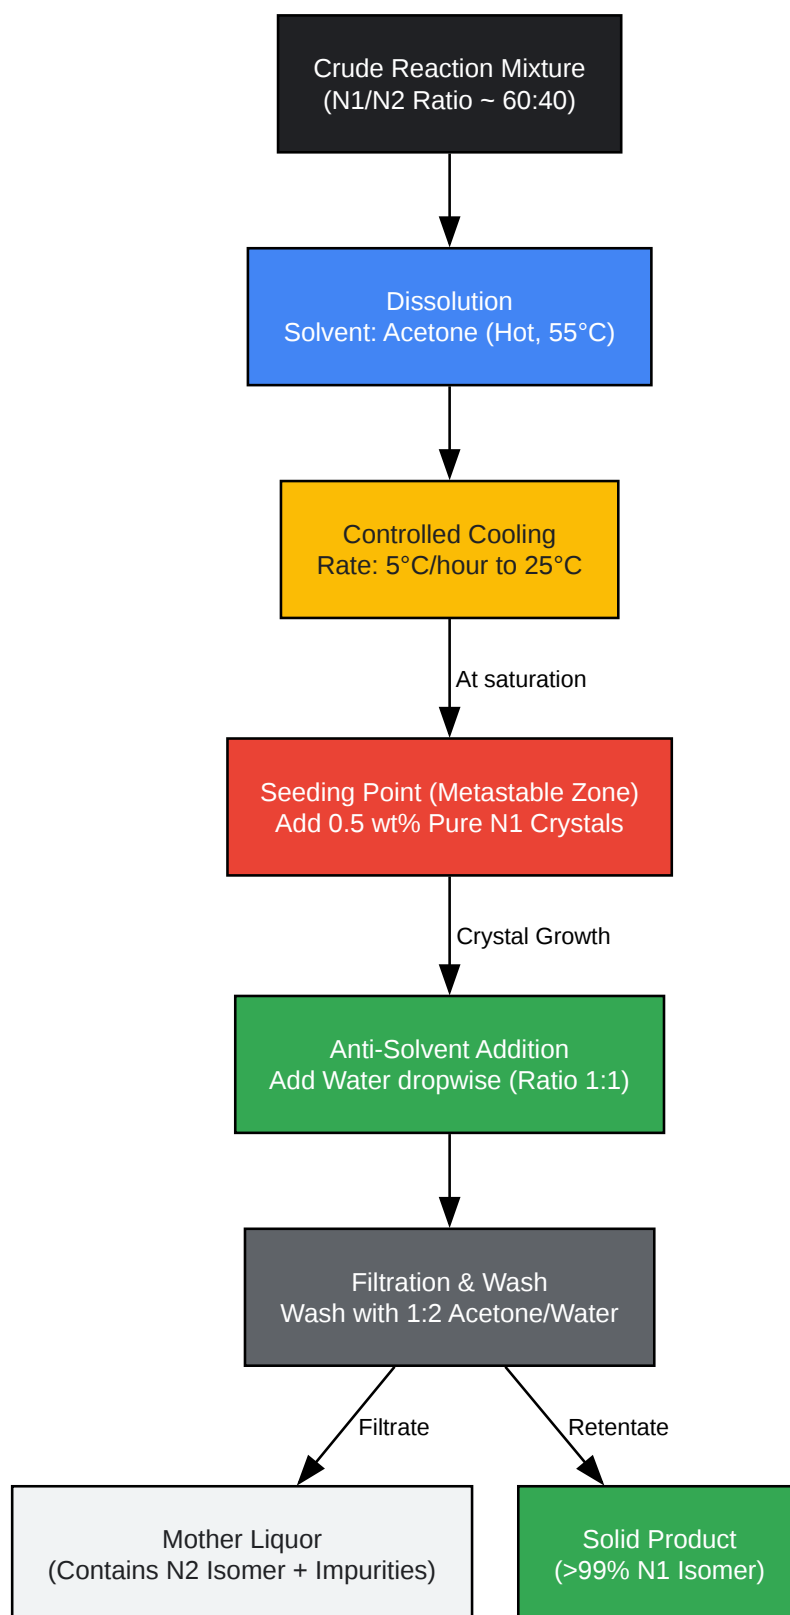 Crude Reaction Mixture
(N1/N2 Ratio ~ 60:40)
Dissolution
Solvent: Acetone (Hot, 55°C)
Controlled Cooling
Rate: 5°C/hour to 25°C
At saturation
Seeding Point (Metastable Zone)
Add 0.5 wt% Pure N1 Crystals
Crystal Growth
Anti-Solvent Addition
Add Water dropwise (Ratio 1:1)
Filtration & Wash
Wash with 1:2 Acetone/Water
Filtrate
Retentate
Mother Liquor
(Contains N2 Isomer + Impurities)
Solid Product
(>99% N1 Isomer)